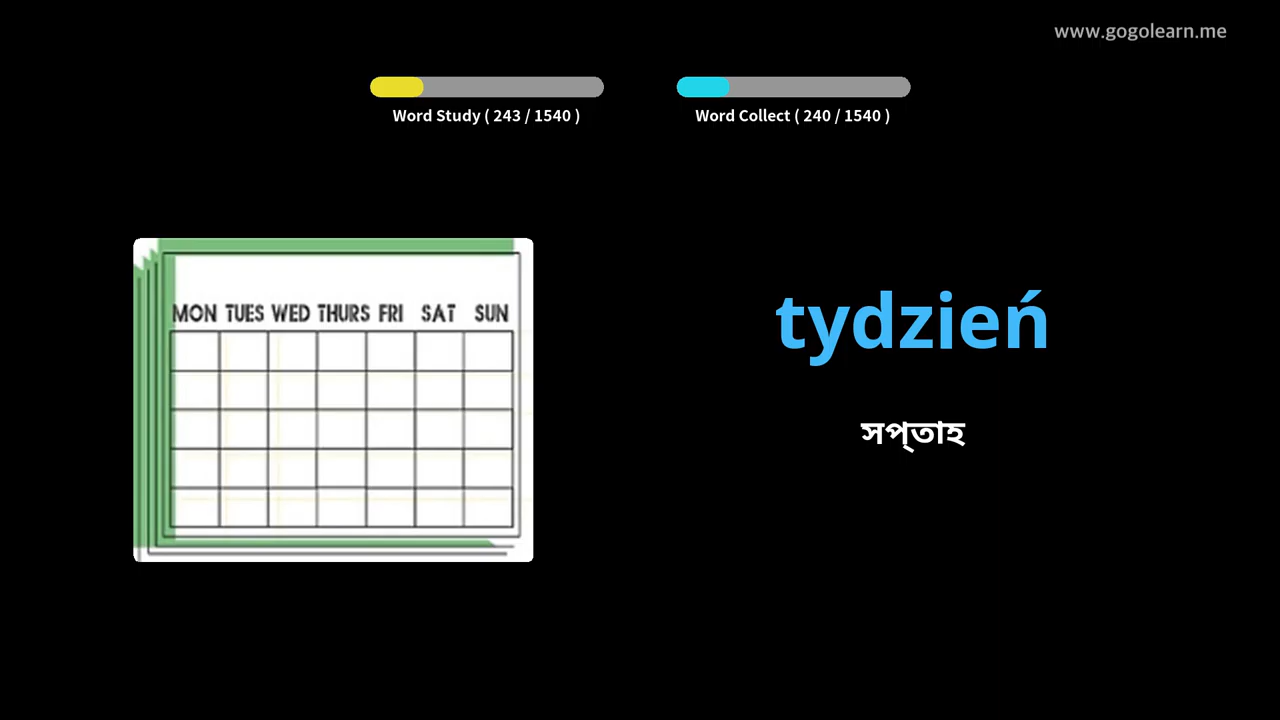 www.gogolearn.me
Word Study ( 243 / 1540 )
Word Collect ( 240 / 1540 )
MON TUES WED THURS FRI SAT SUN
tydzień
সপ্তাহ